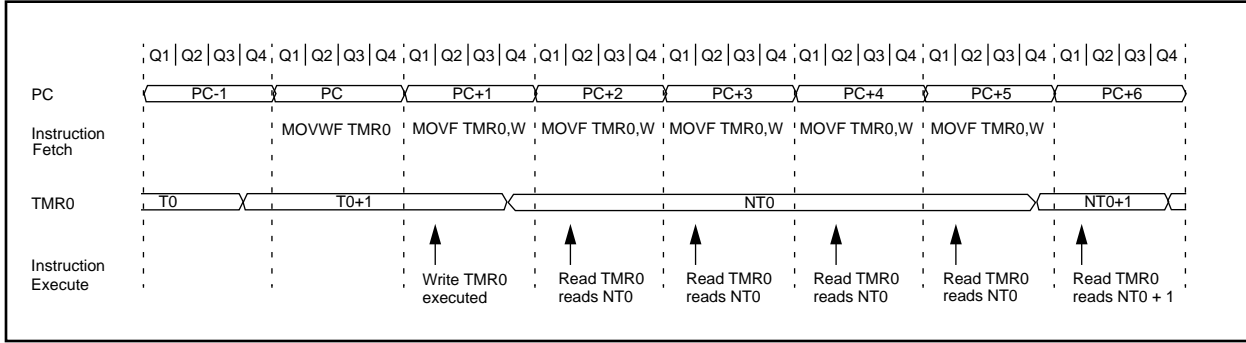 Q1 Q2 Q3 Q4 Q1 Q2 Q3 Q4 Q1 Q2 Q3 Q4 Q1 Q2 Q3 Q4 Q1 Q2 Q3 Q4 Q1 Q2 Q3 Q4 Q1 Q2 Q3 Q4 Q1 Q2 Q3 Q4
PC PC-1 PC PC+1 PC+2 PC+3 PC+4 PC+5 PC+6
Instruction
Fetch
MOVWF TMR0 MOVF TMR0,W MOVF TMR0,W MOVF TMR0,W MOVF TMR0,W MOVF TMR0,W
TMR0 T0 T0+1 NT0 NT0+1
Instruction
Execute
Write TMR0
executed
Read TMR0
reads NT0
Read TMR0
reads NT0
Read TMR0
reads NT0
Read TMR0
reads NT0
Read TMR0
reads NT0 + 1